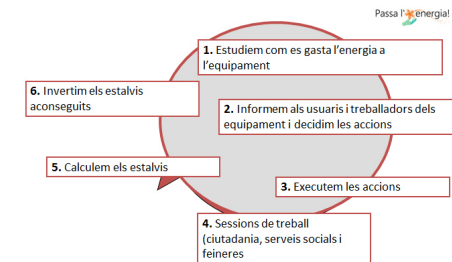 Passa l'energia!
1. Estudiem com es gasta l'energia a
l'equipament
6. Invertim els estalvis
aconseguits
2. Informem als usuaris i treballadors dels
equipament i decidim les accions
5. Calculem els estalvis
3. Executem les accions
4. Sessions de treball
(ciutadania, serveis socials i
feineres